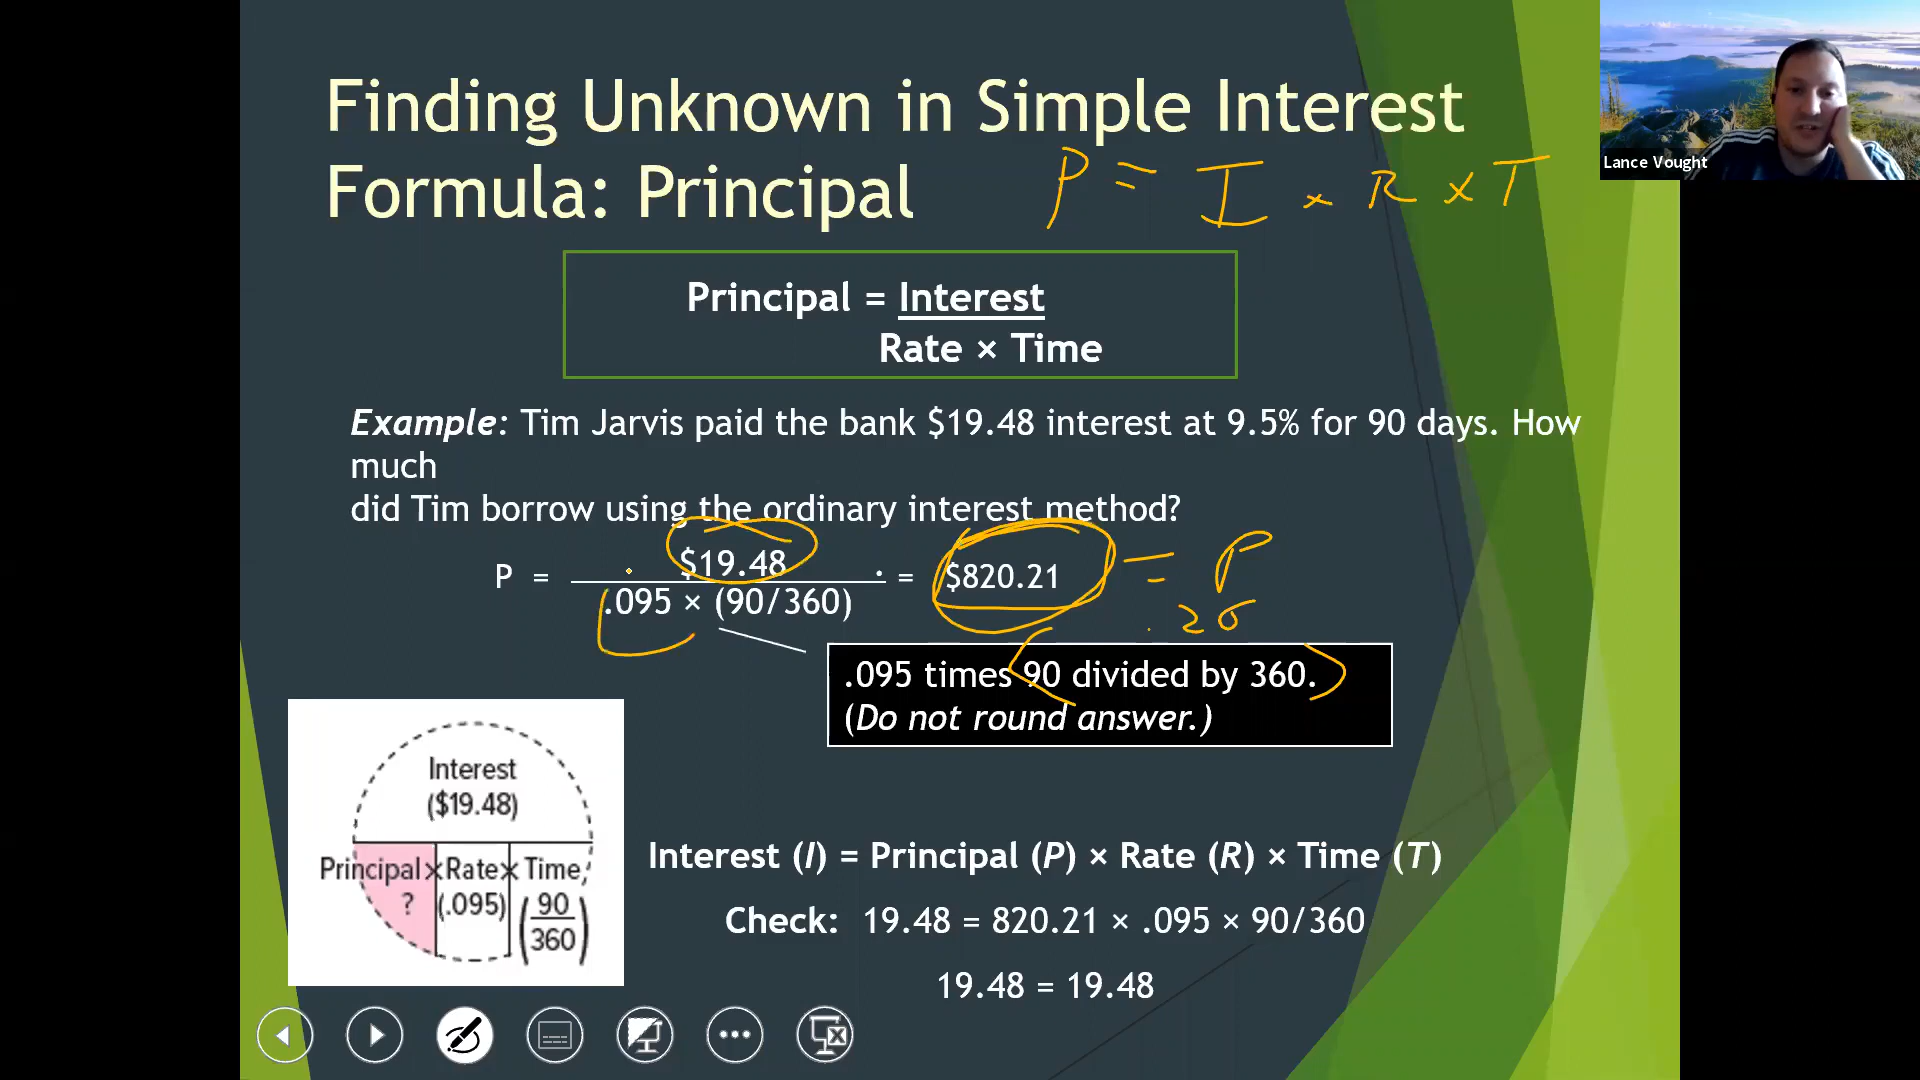 Finding Unknown in Simple Interest
Formula: Principal
P = I × R × T
Lance Vought
Principal = Interest
Rate × Time
Example: Tim Jarvis paid the bank $19.48 interest at 9.5% for 90 days. How
much
did Tim borrow using the ordinary interest method?
$19.48
P = .095 × (90/360) = $820.21 = P
.25
.095 times 90 divided by 360.
(Do not round answer.)
Interest
($19.48)
Principal × Rate × Time
? (.095) (90
360)
Interest (I) = Principal (P) × Rate (R) × Time (T)
Check: 19.48 = 820.21 × .095 × 90/360
19.48 = 19.48